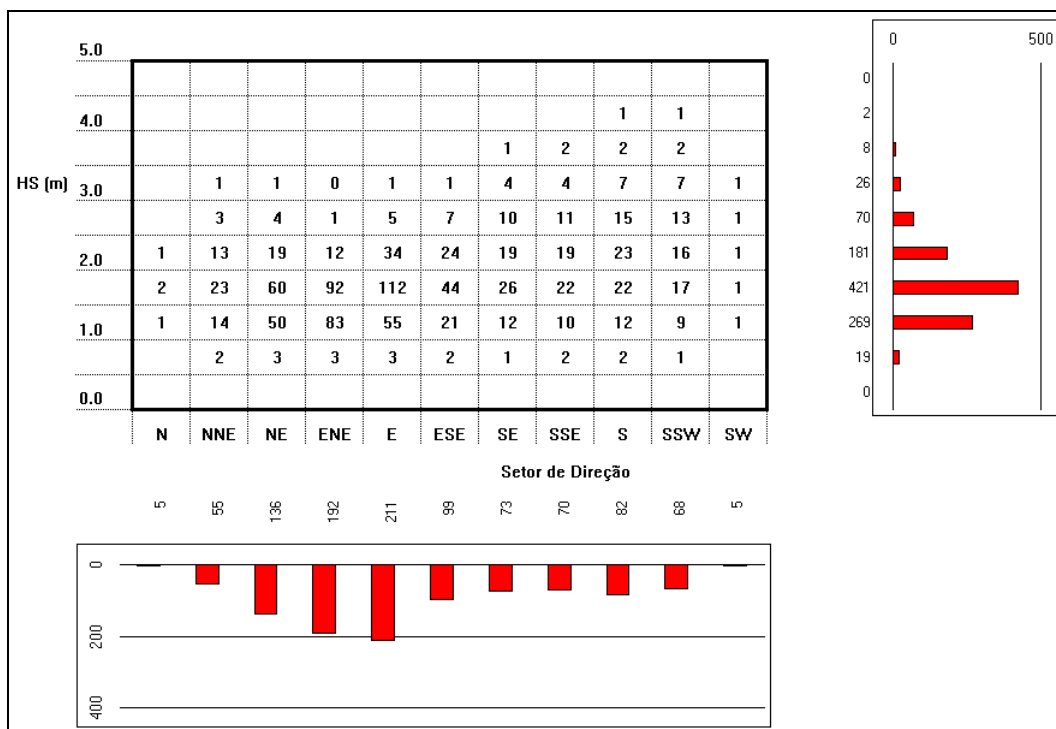 0 500
5.0
0
4.0 1 1 2
1 2 2 2 8
HS (m) 3.0 1 1 0 1 1 4 4 7 7 1 26
3 4 1 5 7 10 11 15 13 1 70
2.0 1 13 19 12 34 24 19 19 23 16 1 181
2 23 60 92 112 44 26 22 22 17 1 421
1.0 1 14 50 83 55 21 12 10 12 9 1 269
2 3 3 3 2 1 2 2 1 19
0.0 0
N NNE NE ENE E ESE SE SSE S SSW SW
Setor de Direção
5 55 136 192 211 99 73 70 82 68 5
0
200
400